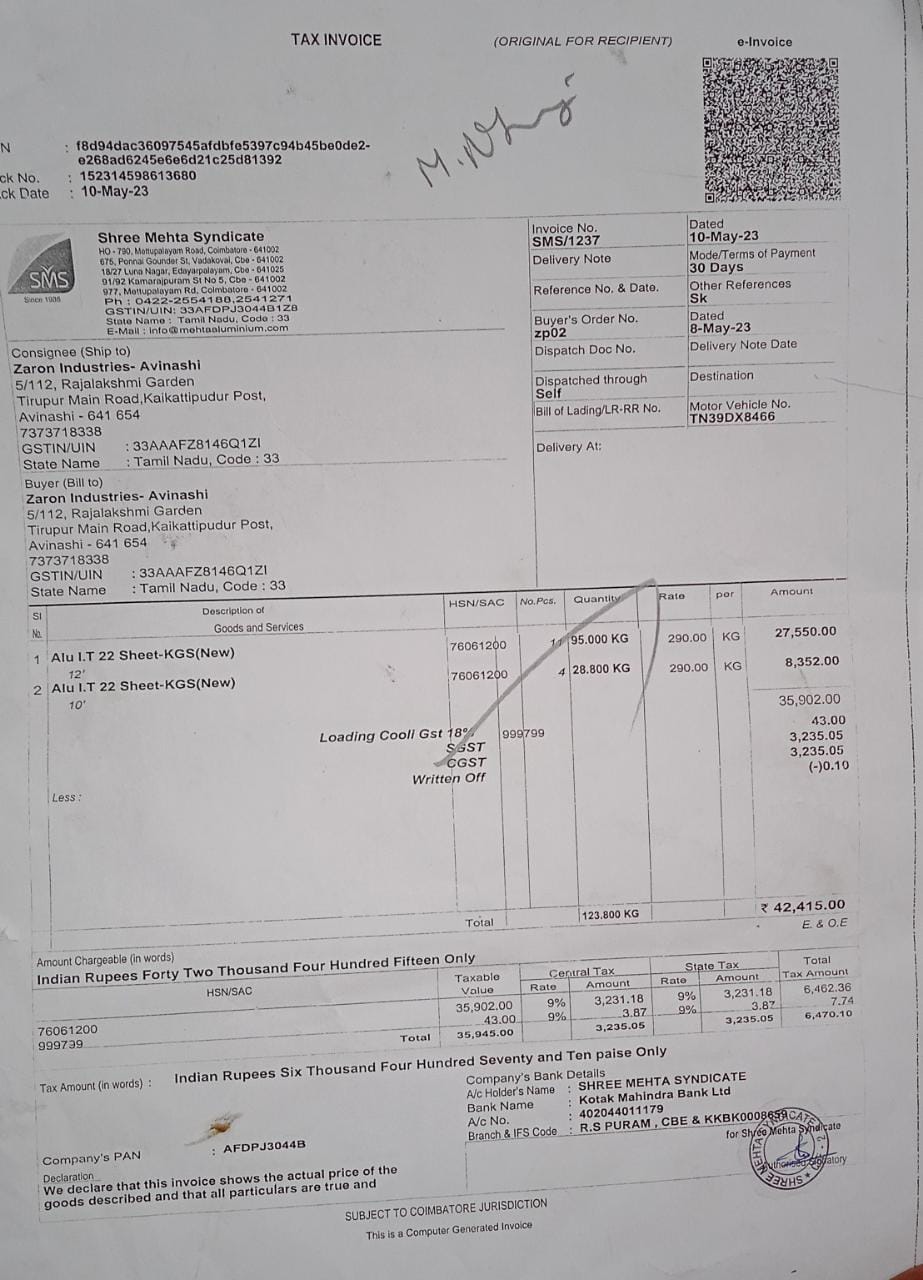 TAX INVOICE
(ORIGINAL FOR RECIPIENT)
e-Invoice
N : f8d94dac36097545afdbfe5397c94b45be0de2-
e268ad6245e6e6d21c25d81392
ck No. : 152314598613680
ck Date : 10-May-23
SMS
Since 1938
Shree Mehta Syndicate
HO - 790, Mettupalayam Road, Coimbatore - 641002
675, Ponnai Gounder St, Vadakoval, Cbe - 641002
18/27 Luna Nagar, Edayarpalayam, Cbe - 641025
91/92 Kamarajpuram St No 5, Cbe - 641002
977, Mettupalayam Rd, Coimbatore - 641002
Ph : 0422-2554188,2541271
GSTIN/UIN: 33AFDPJ3044B1Z8
State Name : Tamil Nadu, Code : 33
E-Mail : info@mehtaaluminium.com
Invoice No.
SMS/1237
Dated
10-May-23
Delivery Note
Mode/Terms of Payment
30 Days
Reference No. & Date.
Other References
Sk
Buyer's Order No.
zp02
Dated
8-May-23
Dispatch Doc No.
Delivery Note Date
Dispatched through
Self
Destination
Bill of Lading/LR-RR No.
Motor Vehicle No.
TN39DX8466
Delivery At:
Consignee (Ship to)
Zaron Industries- Avinashi
5/112, Rajalakshmi Garden
Tirupur Main Road,Kaikattipudur Post,
Avinashi - 641 654
7373718338
GSTIN/UIN : 33AAAFZ8146Q1ZI
State Name : Tamil Nadu, Code : 33
Buyer (Bill to)
Zaron Industries- Avinashi
5/112, Rajalakshmi Garden
Tirupur Main Road,Kaikattipudur Post,
Avinashi - 641 654
7373718338
GSTIN/UIN : 33AAAFZ8146Q1ZI
State Name : Tamil Nadu, Code : 33
Sl No. Description of Goods and Services HSN/SAC No.Pcs. Quantity Rate per Amount
1 Alu I.T 22 Sheet-KGS(New) 76061200 11 95.000 KG 290.00 KG 27,550.00
12'
2 Alu I.T 22 Sheet-KGS(New) 76061200 4 28.800 KG 290.00 KG 8,352.00
10'
35,902.00
Loading Cooli Gst 18% 999799 43.00
SGST 3,235.05
CGST 3,235.05
Less : Written Off (-)0.10
Total 123.800 KG ₹ 42,415.00
E. & O.E
Amount Chargeable (in words)
Indian Rupees Forty Two Thousand Four Hundred Fifteen Only
HSN/SAC Taxable Value Central Tax Rate Amount State Tax Rate Amount Total Tax Amount
76061200 35,902.00 9% 3,231.18 9% 3,231.18 6,462.36
999799 43.00 9% 3.87 9% 3.87 7.74
Total 35,945.00 3,235.05 3,235.05 6,470.10
Tax Amount (in words) : Indian Rupees Six Thousand Four Hundred Seventy and Ten paise Only
Company's Bank Details
A/c Holder's Name : SHREE MEHTA SYNDICATE
Bank Name : Kotak Mahindra Bank Ltd
A/c No. : 402044011179
Branch & IFS Code : R.S PURAM , CBE & KKBK0008659
Company's PAN : AFDPJ3044B
for Shree Mehta Syndicate
Authorised Signatory
Declaration
We declare that this invoice shows the actual price of the
goods described and that all particulars are true and
SUBJECT TO COIMBATORE JURISDICTION
This is a Computer Generated Invoice